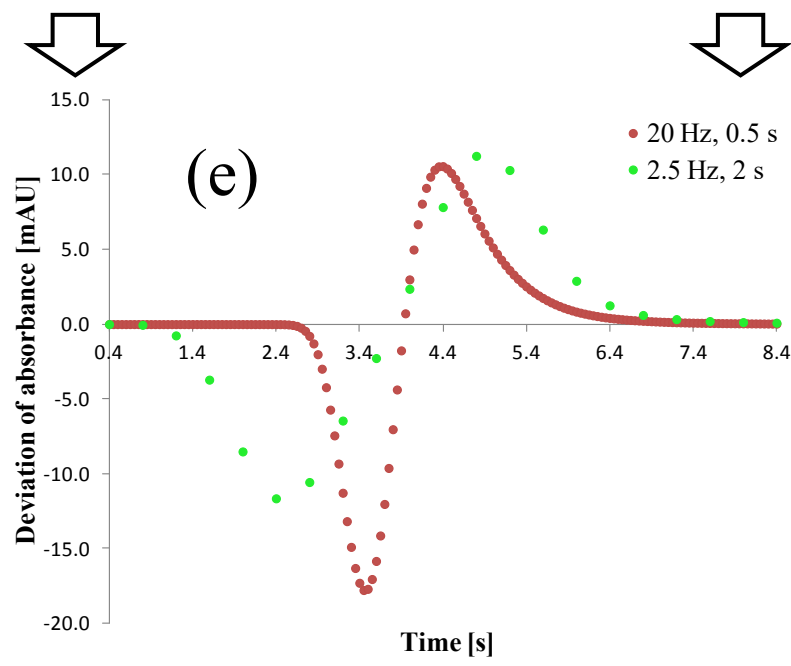 15.0
10.0
5.0
0.0
-5.0
-10.0
-15.0
-20.0
0.4 1.4 2.4 3.4 4.4 5.4 6.4 7.4 8.4
Deviation of absorbance [mAU]
Time [s]
(e)
20 Hz, 0.5 s
2.5 Hz, 2 s